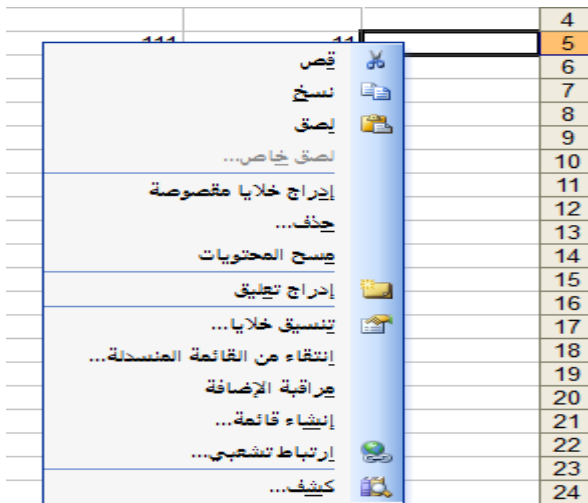 4
111 11 5
6
7
8
9
10
11
12
13
14
15
16
17
18
19
20
21
22
23
24
قص
نسخ
لصق
لصق خاص...
إدراج خلايا مقصوصة
حذف...
مسح المحتويات
إدراج تعليق
تنسيق خلايا...
إنتقاء من القائمة المنسدلة...
مراقبة الإضافة
إنشاء قائمة...
إرتباط تشعبي...
كشف...